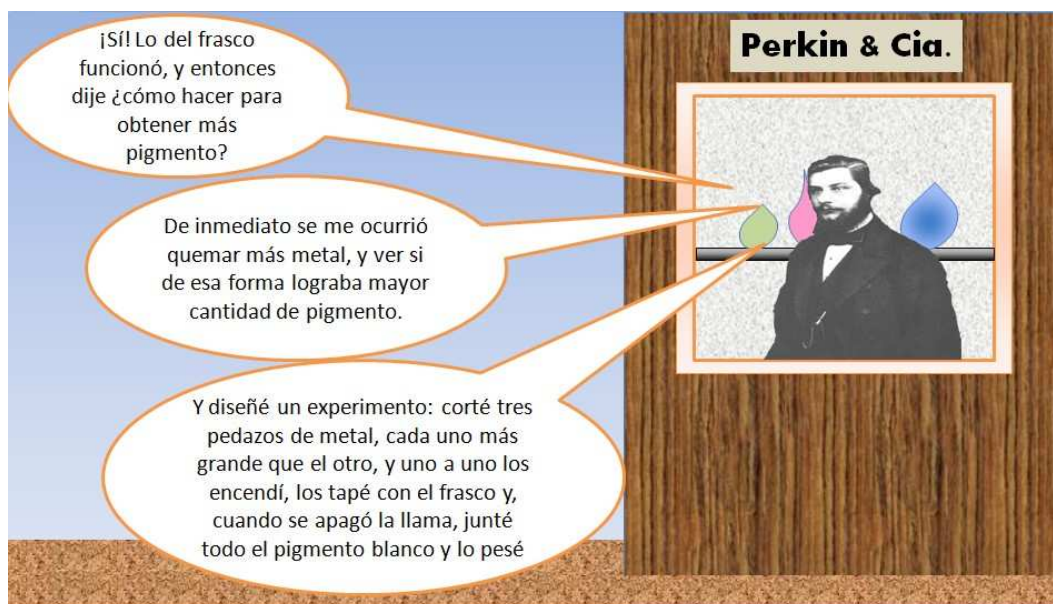 ¡Sí! Lo del frasco
funcionó, y entonces
dije ¿cómo hacer para
obtener más
pigmento?
Perkin & Cia.
De inmediato se me ocurrió
quemar más metal, y ver si
de esa forma lograba mayor
cantidad de pigmento.
Y diseñé un experimento: corté tres
pedazos de metal, cada uno más
grande que el otro, y uno a uno los
encendí, los tapé con el frasco y,
cuando se apagó la llama, junté
todo el pigmento blanco y lo pesé